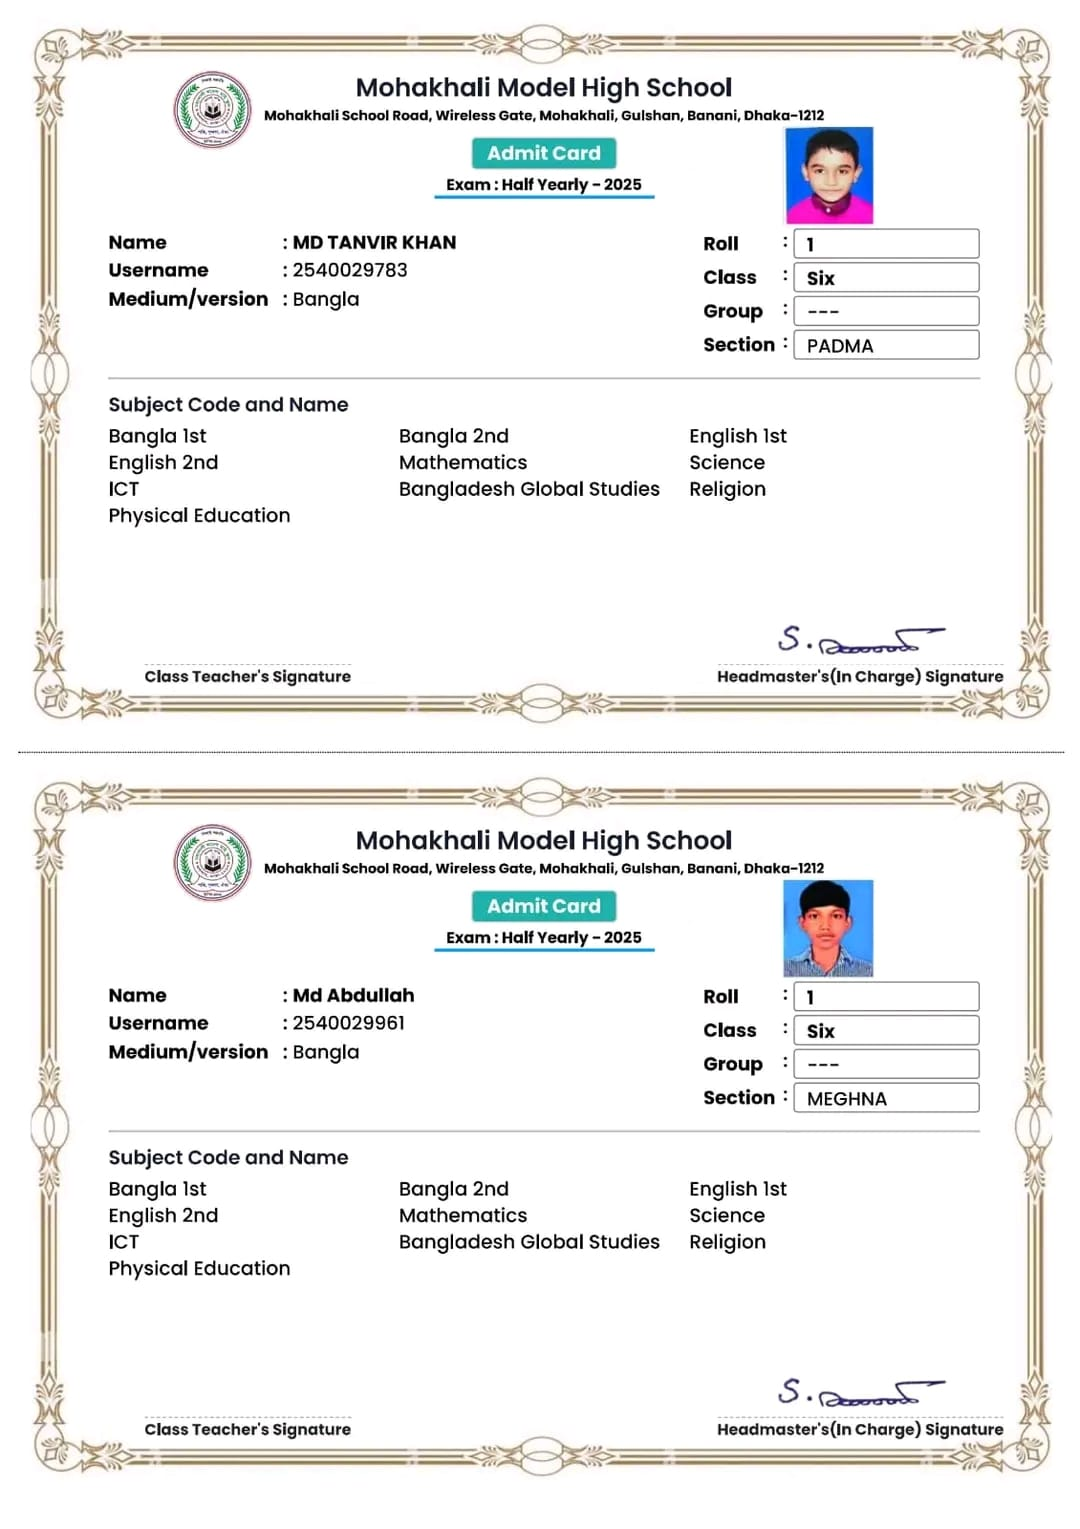 Mohakhali Model High School
Mohakhali School Road, Wireless Gate, Mohakhali, Gulshan, Banani, Dhaka-1212
Admit Card
Exam : Half Yearly - 2025
Name : MD TANVIR KHAN
Username : 2540029783
Medium/version : Bangla
Roll : 1
Class : Six
Group : ---
Section : PADMA
Subject Code and Name
Bangla 1st Bangla 2nd English 1st
English 2nd Mathematics Science
ICT Bangladesh Global Studies Religion
Physical Education
Class Teacher's Signature Headmaster's(In Charge) Signature
Mohakhali Model High School
Mohakhali School Road, Wireless Gate, Mohakhali, Gulshan, Banani, Dhaka-1212
Admit Card
Exam : Half Yearly - 2025
Name : Md Abdullah
Username : 2540029961
Medium/version : Bangla
Roll : 1
Class : Six
Group : ---
Section : MEGHNA
Subject Code and Name
Bangla 1st Bangla 2nd English 1st
English 2nd Mathematics Science
ICT Bangladesh Global Studies Religion
Physical Education
Class Teacher's Signature Headmaster's(In Charge) Signature